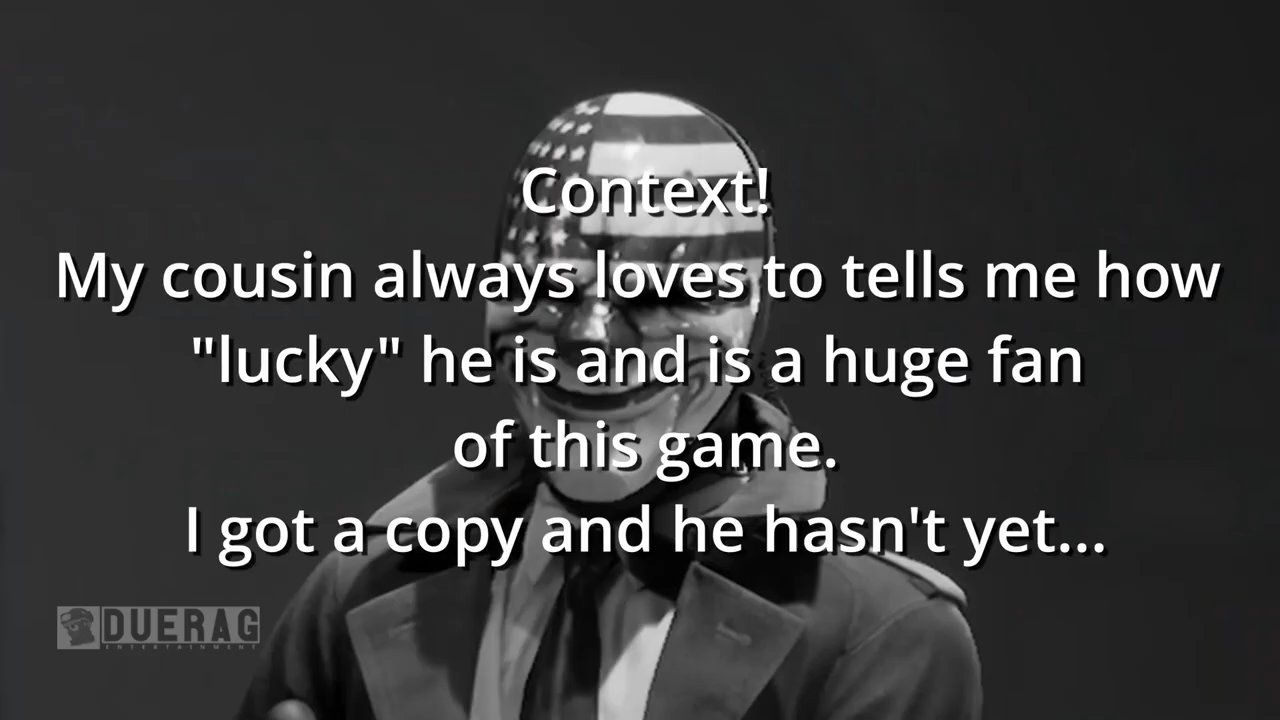 Context!
My cousin always loves to tells me how
"lucky" he is and is a huge fan
of this game.
I got a copy and he hasn't yet...
DUERAG
ENTERTAINMENT